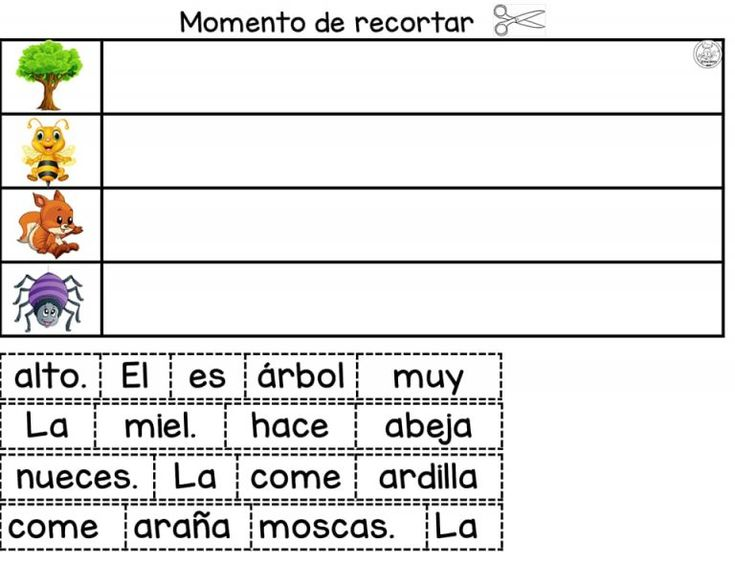 Momento de recortar
alto. El es árbol muy
La miel. hace abeja
nueces. La come ardilla
come araña moscas. La